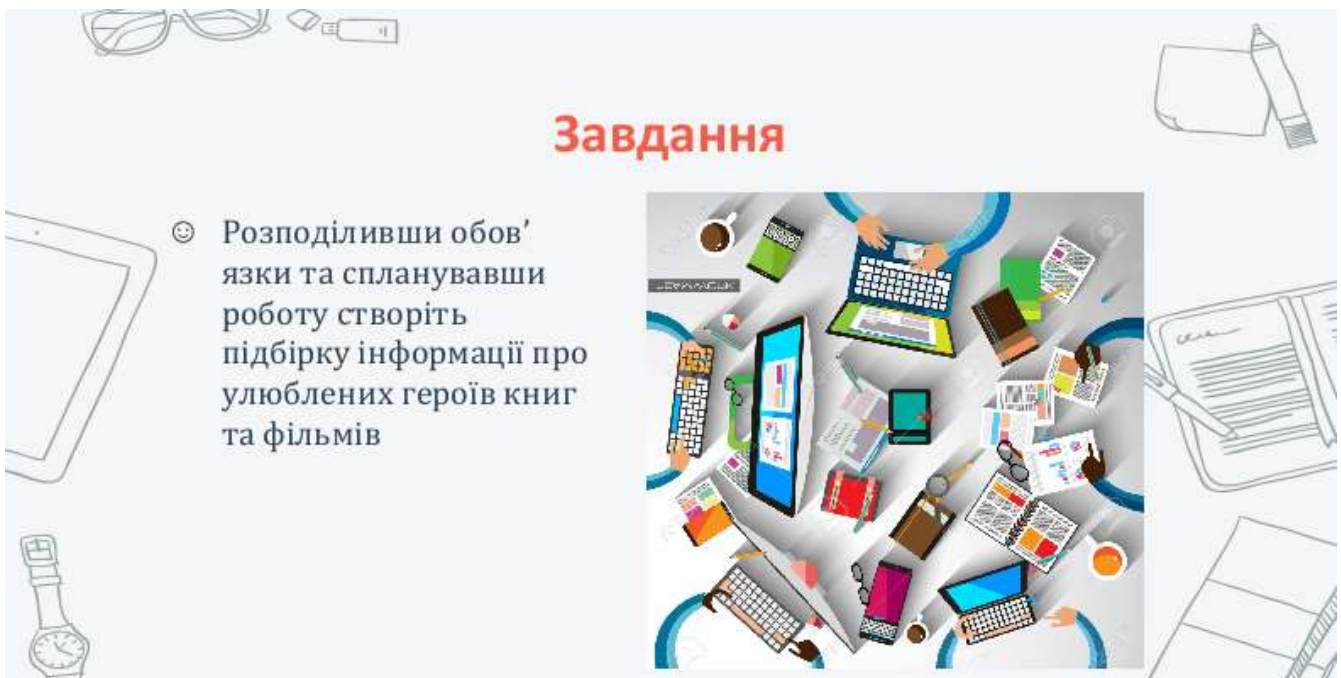 Завдання
☺ Розподіливши обов’
язки та спланувавши
роботу створіть
підбірку інформації про
улюблених героїв книг
та фільмів